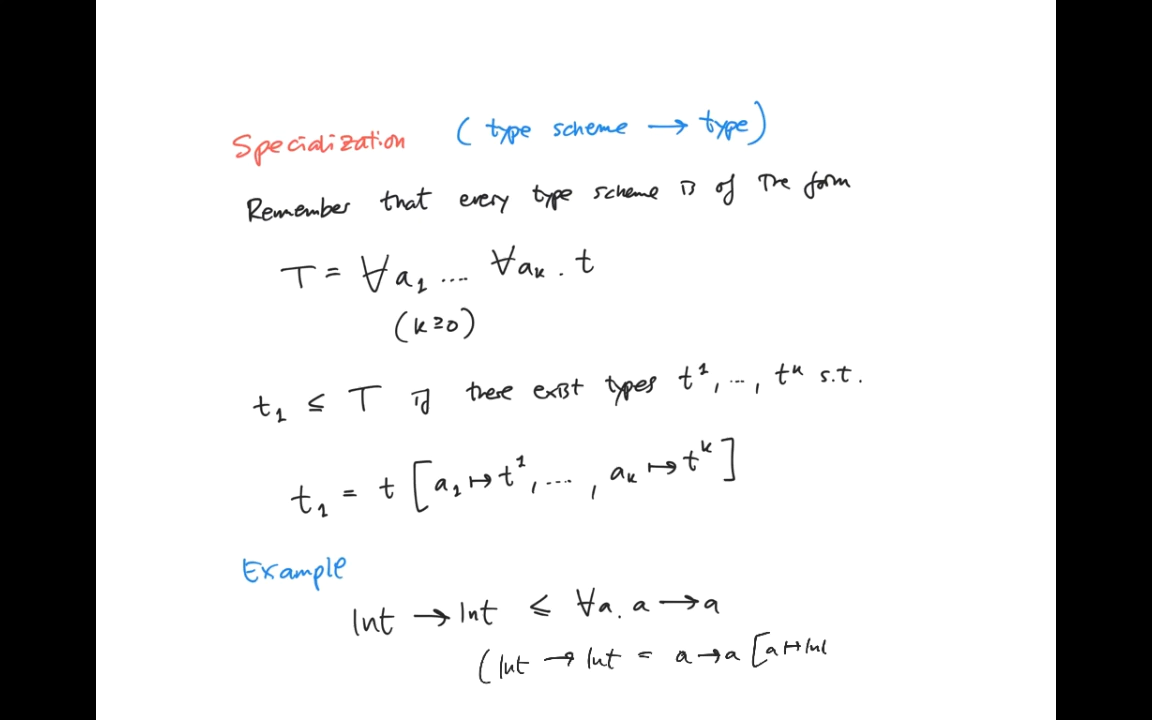 Specialization (type scheme → type)
Remember that every type scheme is of the form
T = ∀a₁ .... ∀aₖ . t
(k ≥ 0)
t₁ ≤ T if there exist types t¹, ..., tᵏ s.t.
t₁ = t [a₁ ↦ t¹, ...., aₖ ↦ tᵏ]
Example
Int → Int ≤ ∀a. a → a
(Int → Int = a → a [a ↦ Int